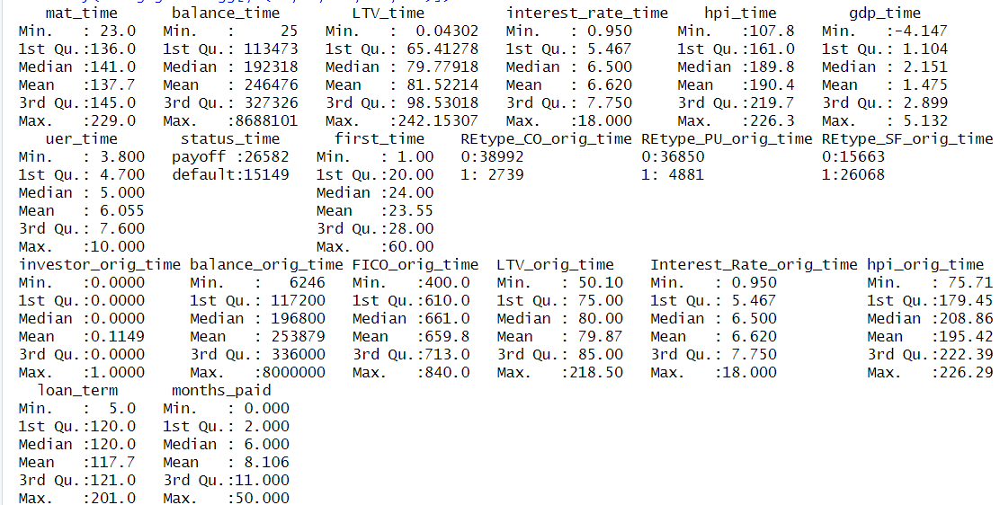 mat_time balance_time LTV_time interest_rate_time hpi_time gdp_time
Min. : 23.0 Min. : 25 Min. : 0.04302 Min. : 0.950 Min. :107.8 Min. :-4.147
1st Qu.:136.0 1st Qu.: 113473 1st Qu.: 65.41278 1st Qu.: 5.467 1st Qu.:161.0 1st Qu.: 1.104
Median :141.0 Median : 192318 Median : 79.77918 Median : 6.500 Median :189.8 Median : 2.151
Mean :137.7 Mean : 246476 Mean : 81.52214 Mean : 6.620 Mean :190.4 Mean : 1.475
3rd Qu.:145.0 3rd Qu.: 327326 3rd Qu.: 98.53018 3rd Qu.: 7.750 3rd Qu.:219.7 3rd Qu.: 2.899
Max. :229.0 Max. :8688101 Max. :242.15307 Max. :18.000 Max. :226.3 Max. : 5.132
uer_time status_time first_time REtype_CO_orig_time REtype_PU_orig_time REtype_SF_orig_time
Min. : 3.800 payoff :26582 Min. : 1.00 0:38992 0:36850 0:15663
1st Qu.: 4.700 default:15149 1st Qu.:20.00 1: 2739 1: 4881 1:26068
Median : 5.000 Median :24.00
Mean : 6.055 Mean :23.55
3rd Qu.: 7.600 3rd Qu.:28.00
Max. :10.000 Max. :60.00
investor_orig_time balance_orig_time FICO_orig_time LTV_orig_time Interest_Rate_orig_time hpi_orig_time
Min. :0.0000 Min. : 6246 Min. :400.0 Min. : 50.10 Min. : 0.950 Min. : 75.71
1st Qu.:0.0000 1st Qu.: 117200 1st Qu.:610.0 1st Qu.: 75.00 1st Qu.: 5.467 1st Qu.:179.45
Median :0.0000 Median : 196800 Median :661.0 Median : 80.00 Median : 6.500 Median :208.86
Mean :0.1149 Mean : 253879 Mean :659.8 Mean : 79.87 Mean : 6.620 Mean :195.42
3rd Qu.:0.0000 3rd Qu.: 336000 3rd Qu.:713.0 3rd Qu.: 85.00 3rd Qu.: 7.750 3rd Qu.:222.39
Max. :1.0000 Max. :8000000 Max. :840.0 Max. :218.50 Max. :18.000 Max. :226.29
loan_term months_paid
Min. : 5.0 Min. : 0.000
1st Qu.:120.0 1st Qu.: 2.000
Median :120.0 Median : 6.000
Mean :117.7 Mean : 8.106
3rd Qu.:121.0 3rd Qu.:11.000
Max. :201.0 Max. :50.000